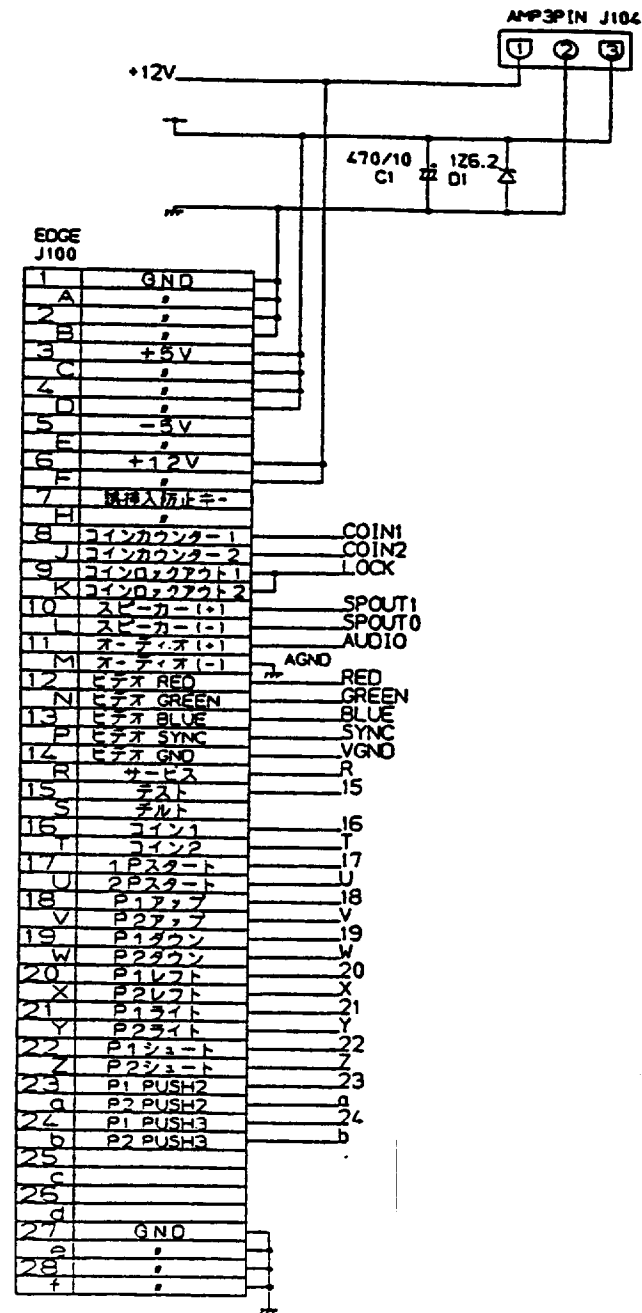 AMP3PIN J104
1 2 3
+12V
470/10
C1
1Z6.2
D1
EDGE
J100
1 GND
A 〃
2 〃
B 〃
3 +5V
C 〃
4 〃
D 〃
5 -5V
E 〃
6 +12V
F 〃
7 誤挿入防止キー
H 〃
8 コインカウンター1 COIN1
J コインカウンター2 COIN2
9 コインロックアウト1 LOCK
K コインロックアウト2
10 スピーカー(+) SPOUT1
L スピーカー(-) SPOUT0
11 オーディオ(+) AUDIO
M オーディオ(-) AGND
12 ビデオ RED RED
N ビデオ GREEN GREEN
13 ビデオ BLUE BLUE
P ビデオ SYNC SYNC
14 ビデオ GND VGND
R サービス R
15 テスト 15
S チルト
16 コイン1 16
T コイン2 T
17 1Pスタート 17
U 2Pスタート U
18 P1アップ 18
V P2アップ V
19 P1ダウン 19
W P2ダウン W
20 P1レフト 20
X P2レフト X
21 P1ライト 21
Y P2ライト Y
22 P1シュート 22
Z P2シュート Z
23 P1 PUSH2 23
a P2 PUSH2 a
24 P1 PUSH3 24
b P2 PUSH3 b
25
c
26
d
27 GND
e 〃
28 〃
f 〃